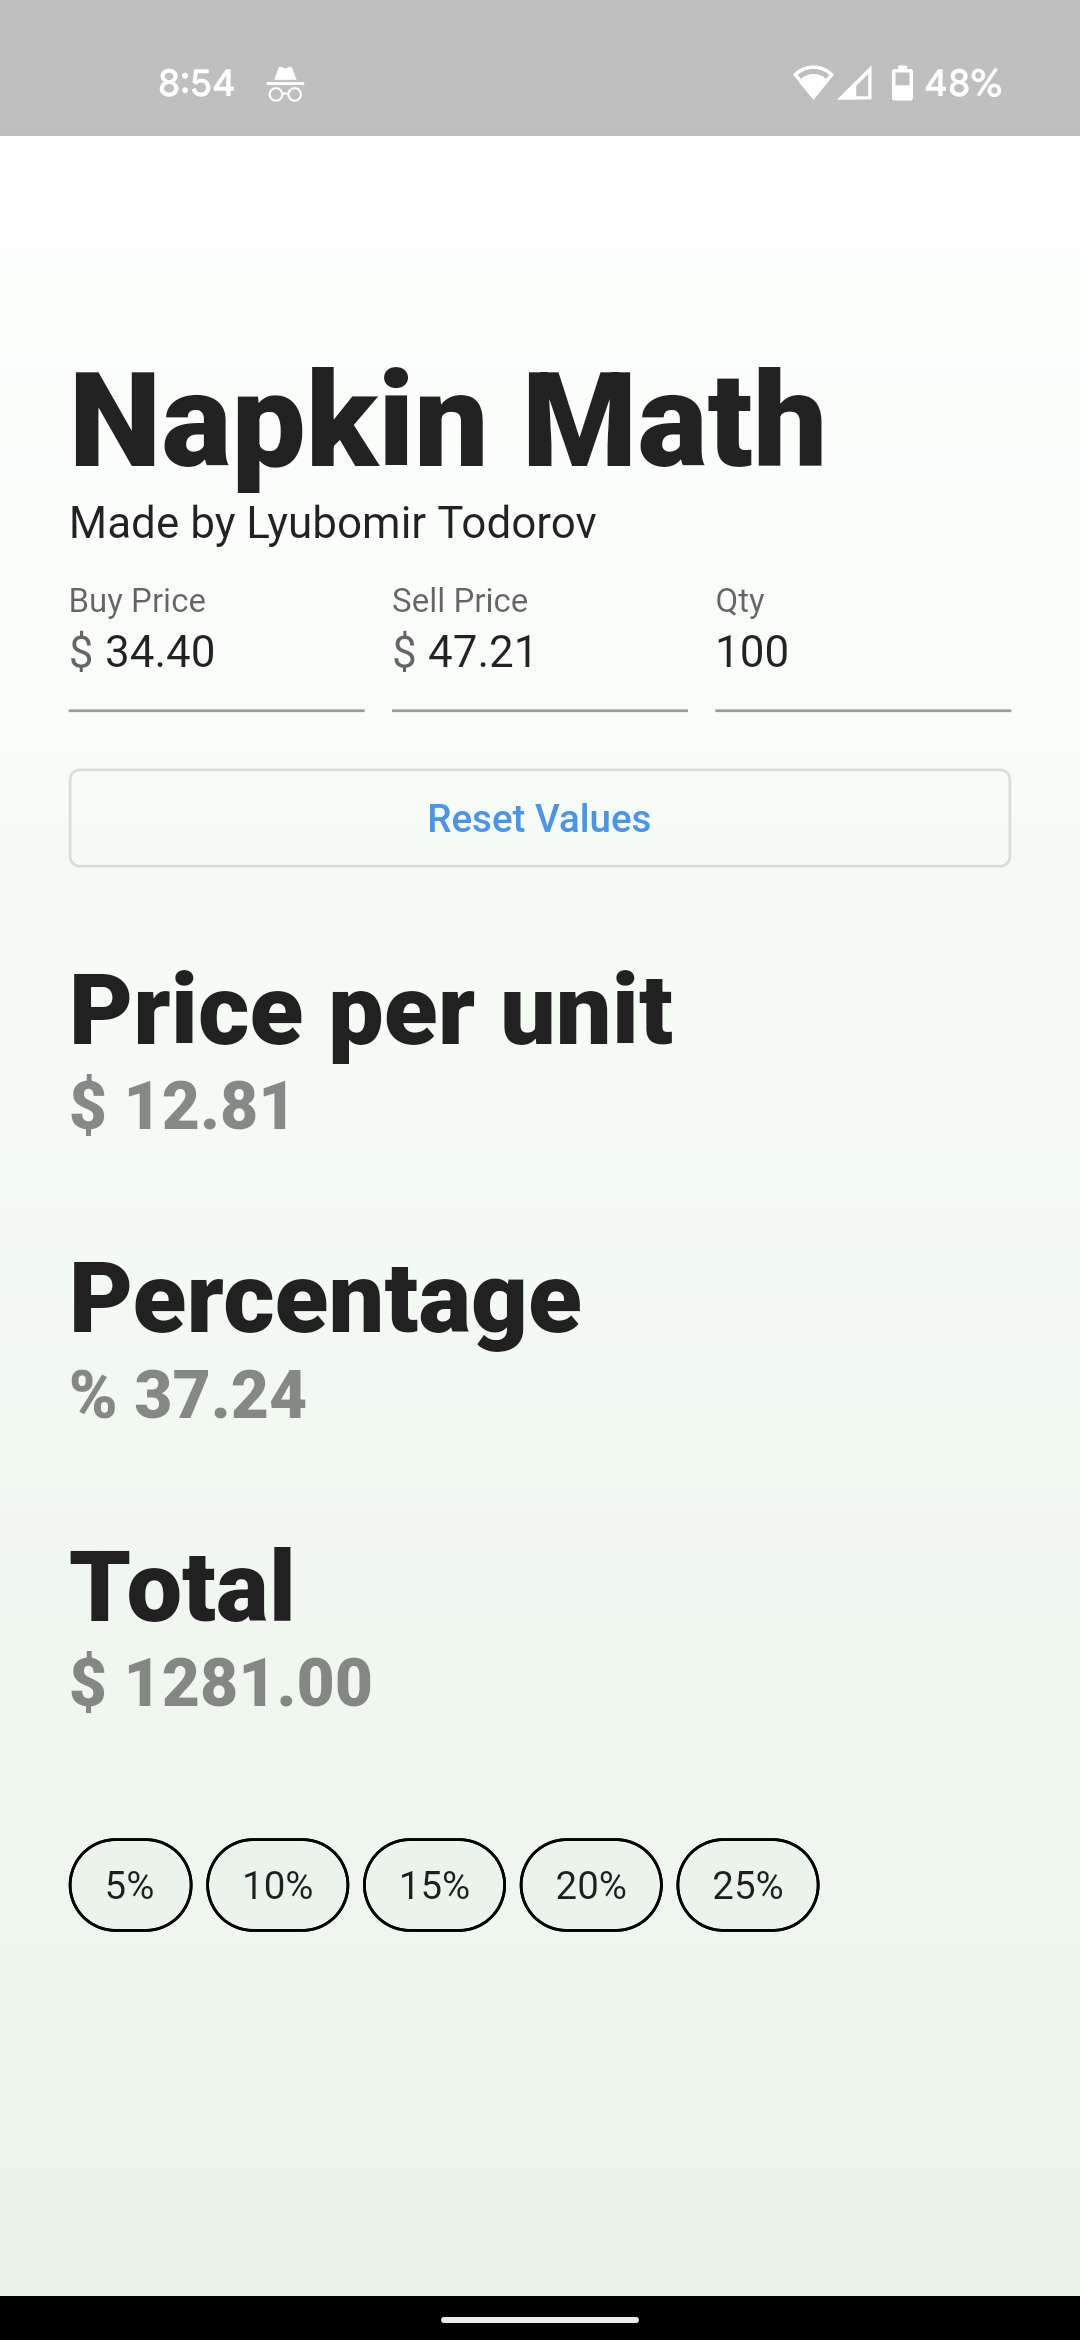 8:54 48%
Napkin Math
Made by Lyubomir Todorov
Buy Price Sell Price Qty
$ 34.40 $ 47.21 100
Reset Values
Price per unit
$ 12.81
Percentage
% 37.24
Total
$ 1281.00
5% 10% 15% 20% 25%